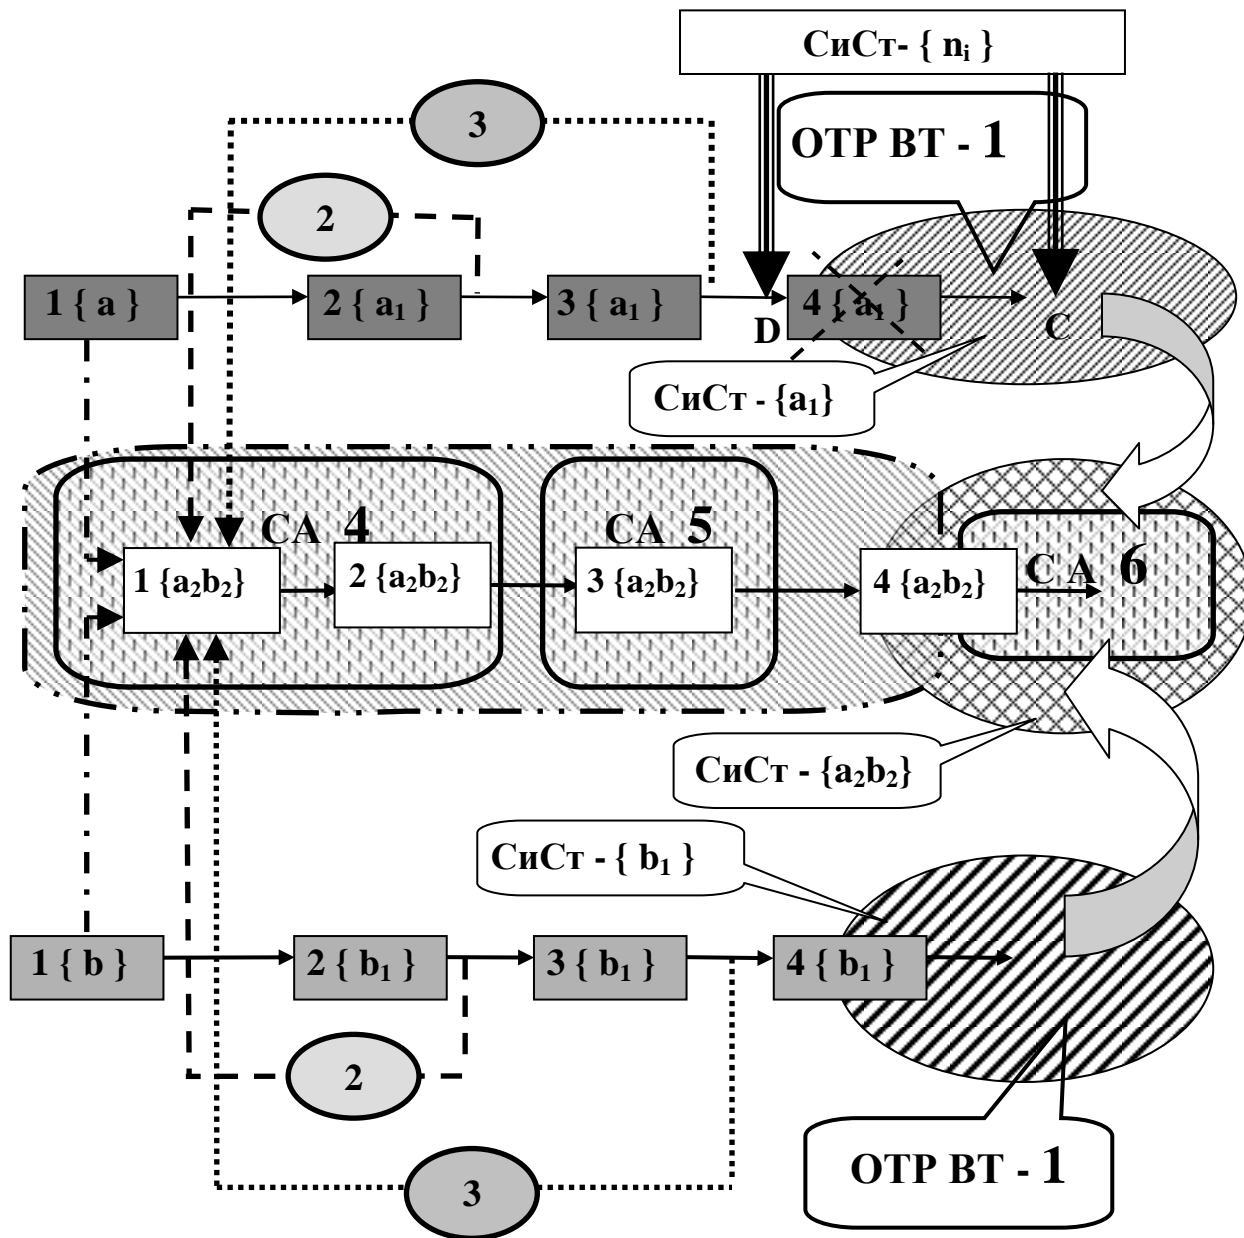 СиСт- { nᵢ }
3
ОТР ВТ - 1
2
1 { a }
2 { a₁ }
3 { a₁ }
4 { a₁ }
D
C
СиСт - {a₁}
СА 4
СА 5
С А 6
1 {a₂b₂}
2 {a₂b₂}
3 {a₂b₂}
4 {a₂b₂}
СиСт - {a₂b₂}
СиСт - { b₁ }
1 { b }
2 { b₁ }
3 { b₁ }
4 { b₁ }
2
ОТР ВТ - 1
3